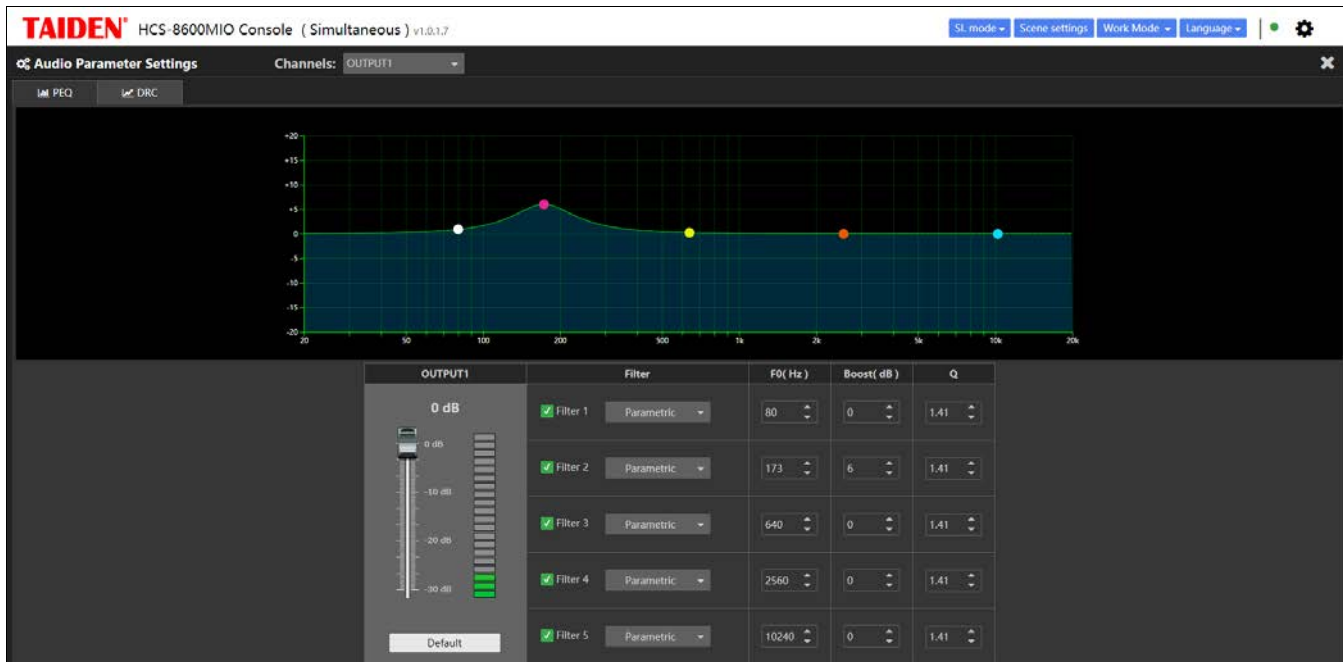 TAIDEN® HCS-8600MIO Console ( Simultaneous ) v1.0.1.7 SI. mode Scene settings Work Mode Language
Audio Parameter Settings Channels: OUTPUT1
PEQ DRC
+20
+15
+10
+5
0
-5
-10
-15
-20
20 50 100 200 500 1k 2k 5k 10k 20k
OUTPUT1 Filter F0( Hz ) Boost( dB ) Q
0 dB
Filter 1 Parametric 80 0 1.41
0 dB
Filter 2 Parametric 173 6 1.41
-10 dB
Filter 3 Parametric 640 0 1.41
-20 dB
Filter 4 Parametric 2560 0 1.41
-30 dB
Filter 5 Parametric 10240 0 1.41
Default